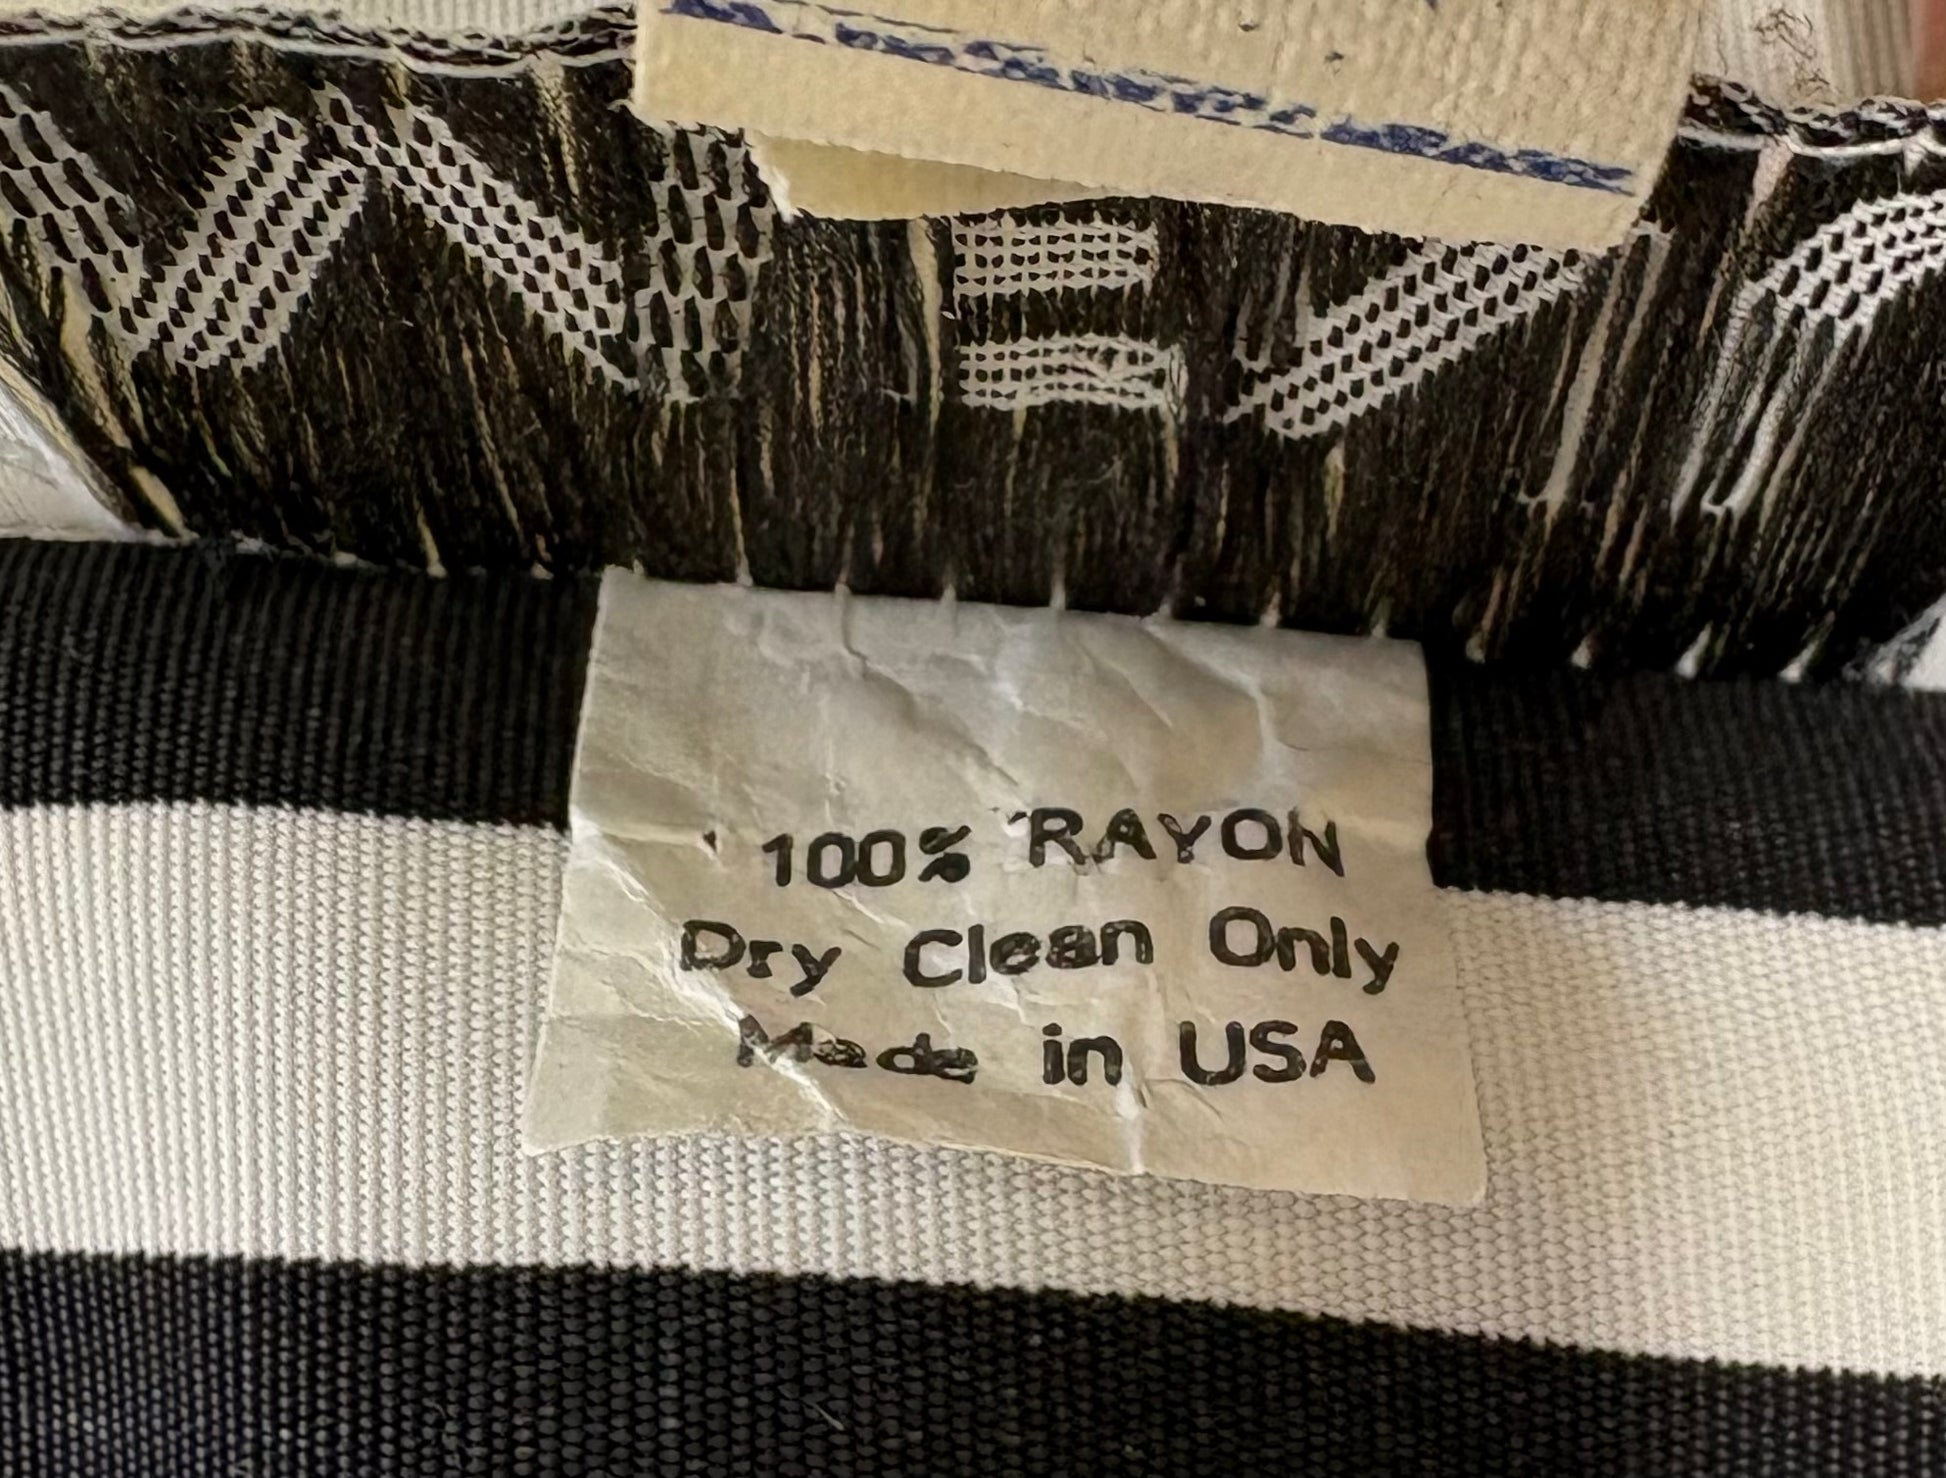 100% RAYON
Dry Clean Only
Made in USA